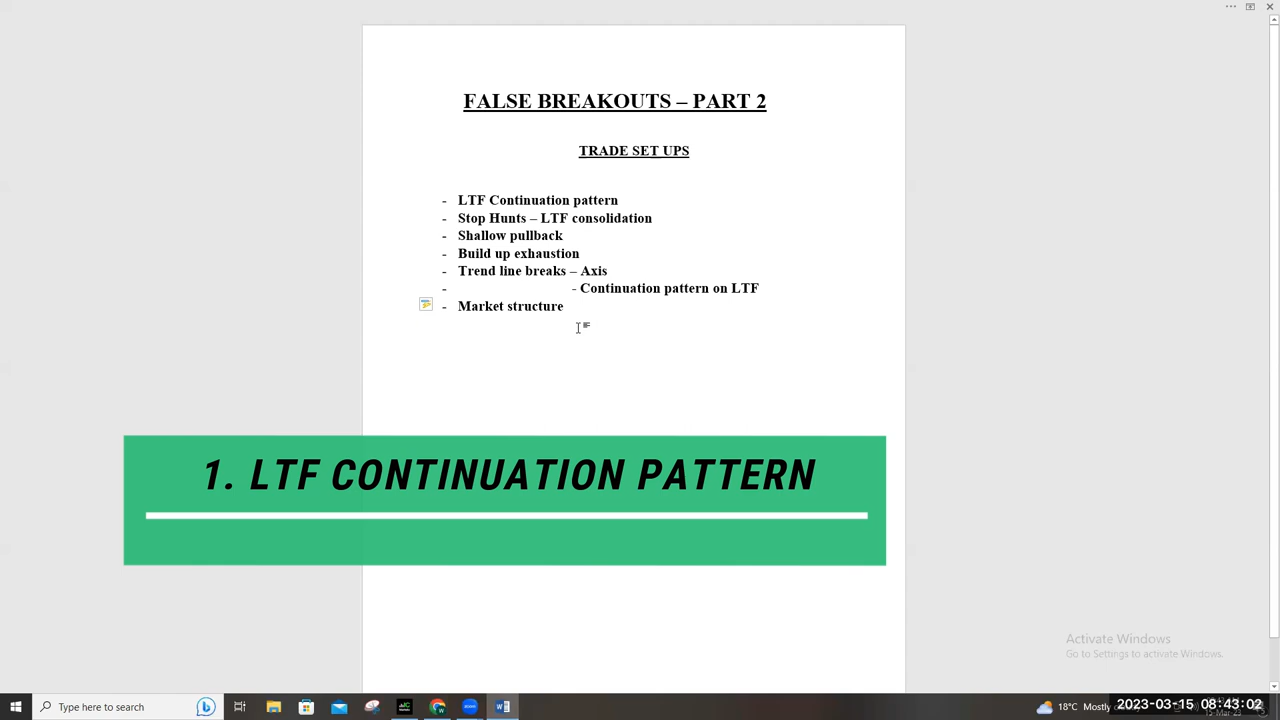 FALSE BREAKOUTS – PART 2
TRADE SET UPS
- LTF Continuation pattern
- Stop Hunts – LTF consolidation
- Shallow pullback
- Build up exhaustion
- Trend line breaks – Axis
- - Continuation pattern on LTF
- Market structure
1. LTF CONTINUATION PATTERN
Activate Windows
Go to Settings to activate Windows.
Type here to search
18°C Mostly
2023-03-15 08:43:02